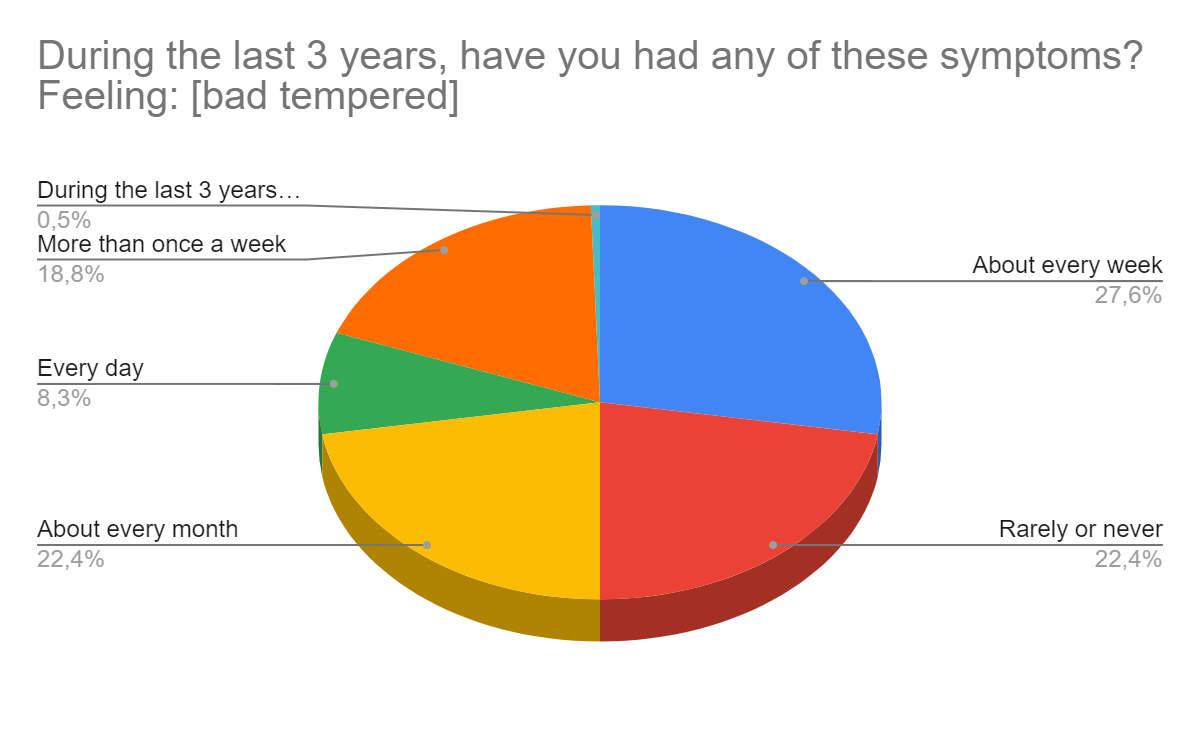 During the last 3 years, have you had any of these symptoms?
Feeling: [bad tempered]
During the last 3 years…
0,5%
More than once a week
18,8%
Every day
8,3%
About every month
22,4%
About every week
27,6%
Rarely or never
22,4%